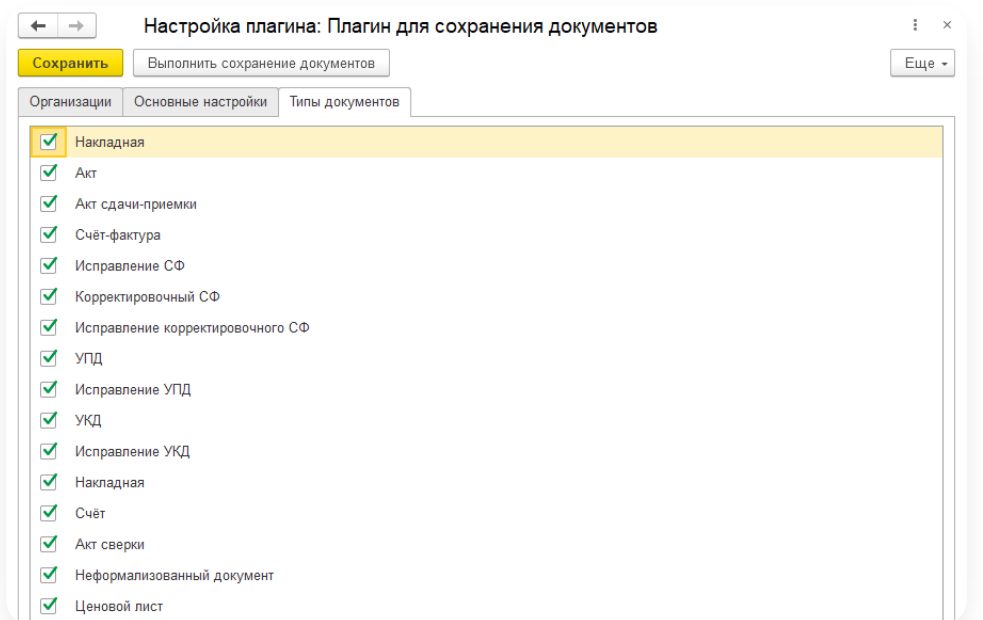 Настройка плагина: Плагин для сохранения документов
Сохранить Выполнить сохранение документов Еще
Организации Основные настройки Типы документов
Накладная
Акт
Акт сдачи-приемки
Счёт-фактура
Исправление СФ
Корректировочный СФ
Исправление корректировочного СФ
УПД
Исправление УПД
УКД
Исправление УКД
Накладная
Счёт
Акт сверки
Неформализованный документ
Ценовой лист